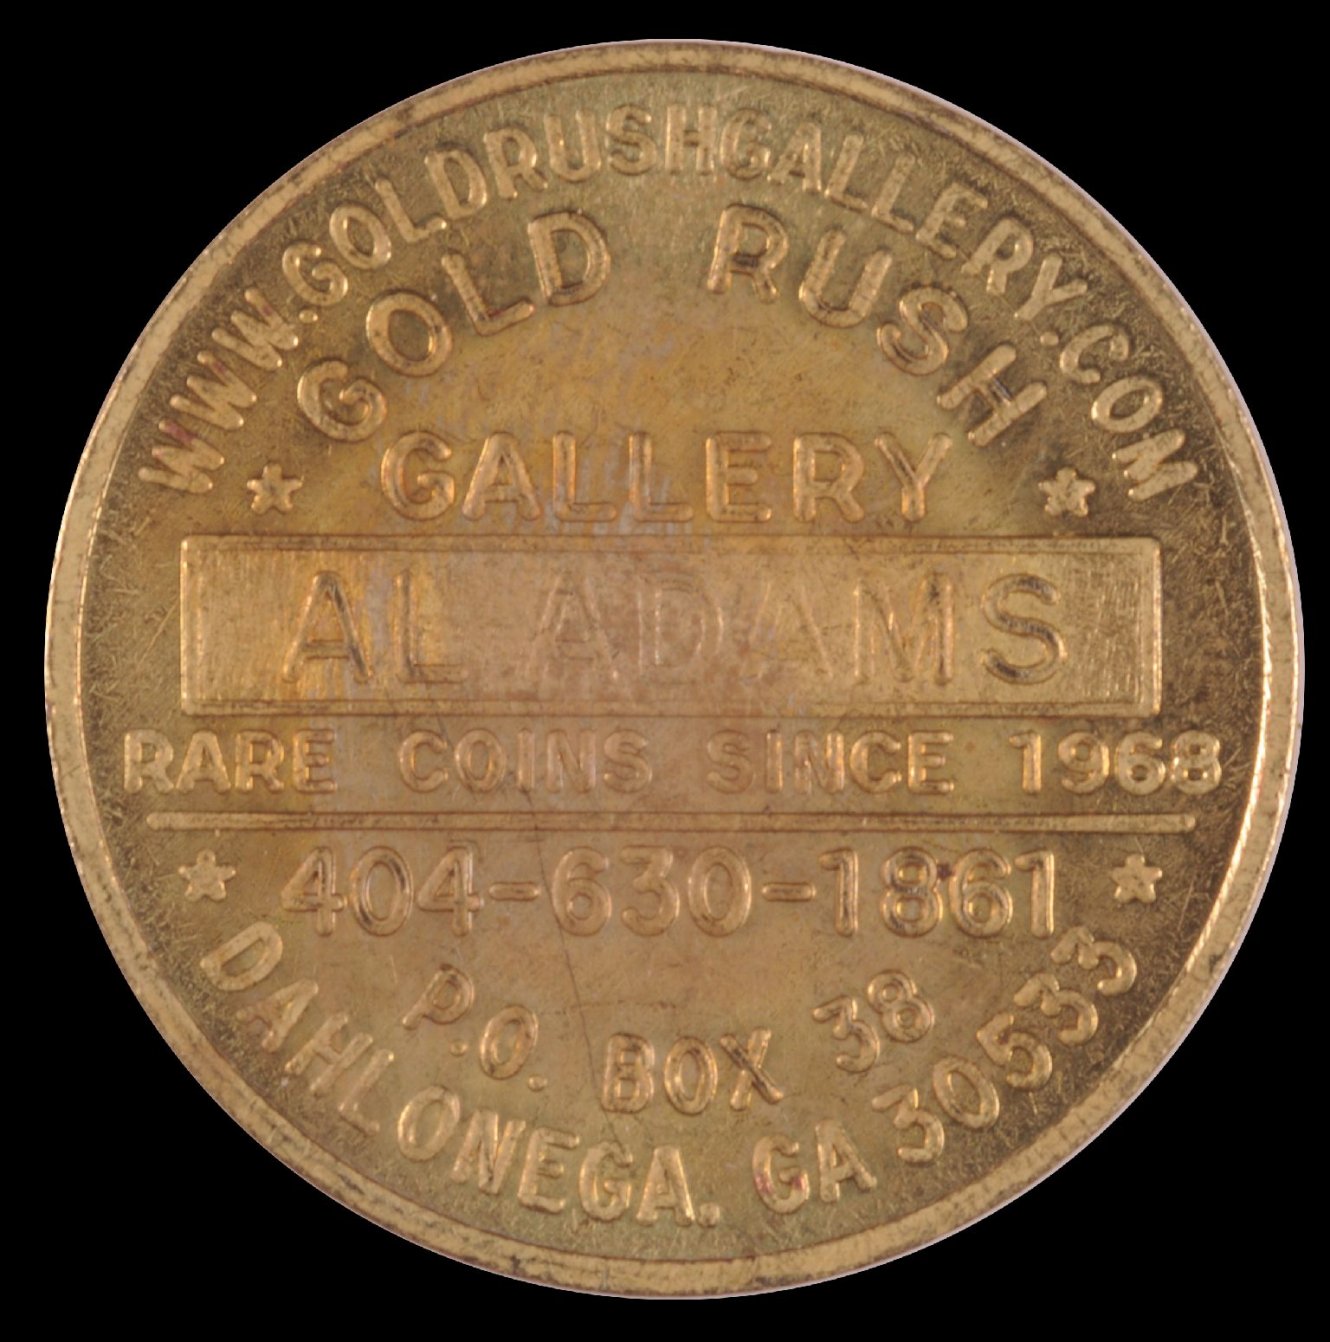 WWW.GOLDRUSHGALLERY.COM
GOLD RUSH
GALLERY
AL ADAMS
RARE COINS SINCE 1968
404-630-1861
P.O. BOX 38
DAHLONEGA. GA 30533